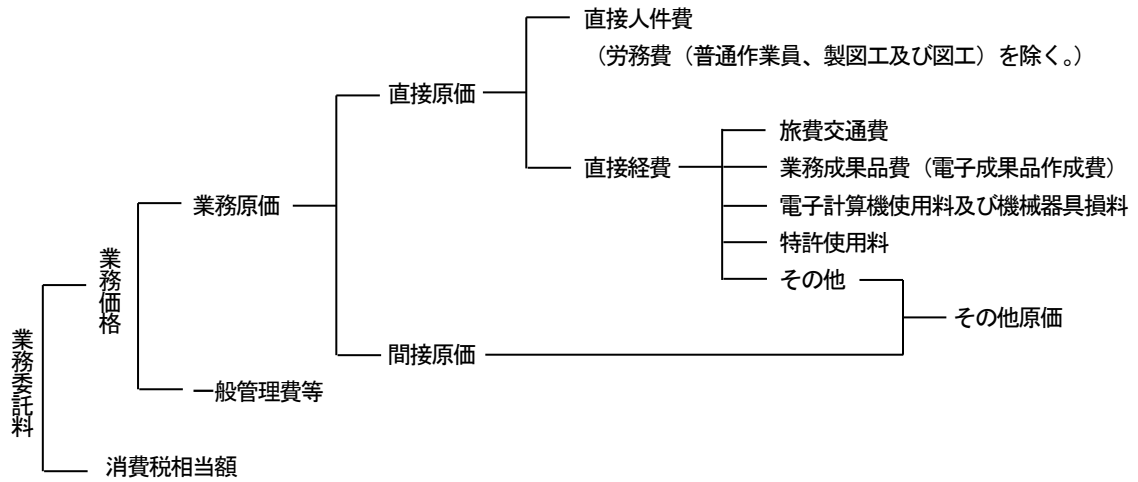 直接人件費
（労務費（普通作業員、製図工及び図工）を除く。）
直接原価
旅費交通費
直接経費
業務成果品費（電子成果品作成費）
業務原価
電子計算機使用料及び機械器具損料
特許使用料
業務価格
その他
その他原価
業務委託料
間接原価
一般管理費等
消費税相当額